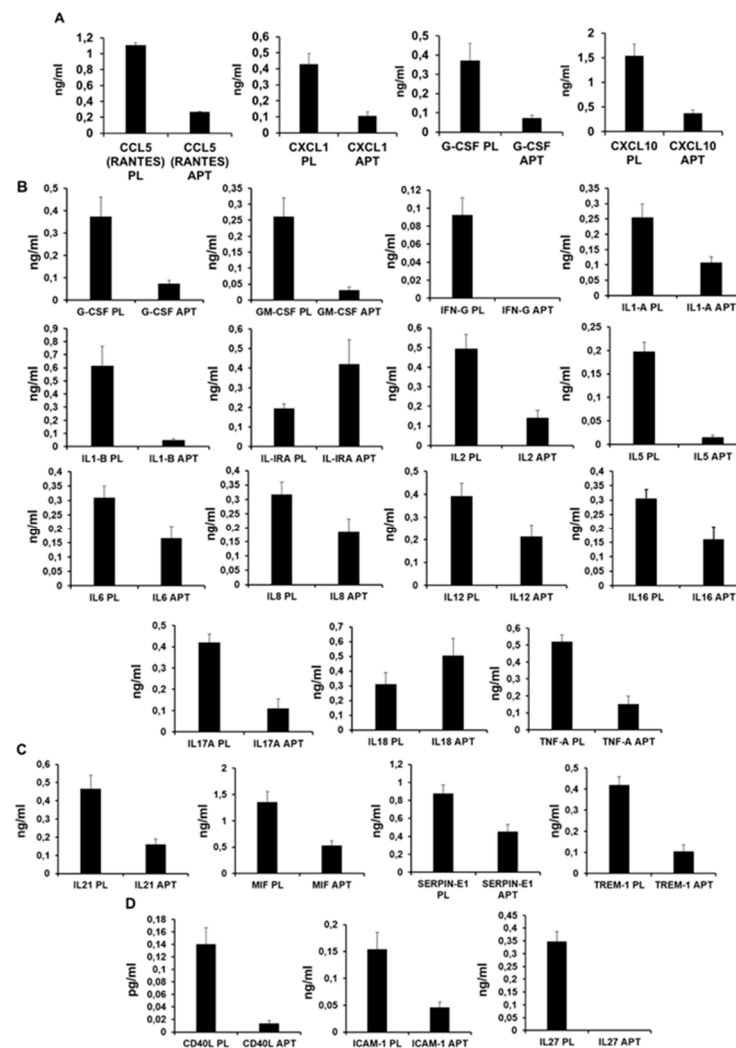 A
ng/ml
1,2
1
0,8
0,6
0,4
0,2
0
CCL5 (RANTES) PL
CCL5 (RANTES) APT
ng/ml
0,6
0,5
0,4
0,3
0,2
0,1
0
CXCL1 PL
CXCL1 APT
ng/ml
0,5
0,4
0,3
0,2
0,1
0
G-CSF PL
G-CSF APT
ng/ml
2
1,5
1
0,5
0
CXCL10 PL
CXCL10 APT
B
ng/ml
0,5
0,4
0,3
0,2
0,1
0
G-CSF PL
G-CSF APT
ng/ml
0,35
0,3
0,25
0,2
0,15
0,1
0,05
0
GM-CSF PL
GM-CSF APT
ng/ml
0,12
0,1
0,08
0,06
0,04
0,02
0
IFN-G PL
IFN-G APT
ng/ml
0,35
0,3
0,25
0,2
0,15
0,1
0,05
0
IL1-A PL
IL1-A APT
ng/ml
0,9
0,8
0,7
0,6
0,5
0,4
0,3
0,2
0,1
0
IL1-B PL
IL1-B APT
ng/ml
0,6
0,5
0,4
0,3
0,2
0,1
0
IL-IRA PL
IL-IRA APT
ng/ml
0,6
0,5
0,4
0,3
0,2
0,1
0
IL2 PL
IL2 APT
ng/ml
0,25
0,2
0,15
0,1
0,05
0
IL5 PL
IL5 APT
ng/ml
0,4
0,35
0,3
0,25
0,2
0,15
0,1
0,05
0
IL6 PL
IL6 APT
ng/ml
0,4
0,35
0,3
0,25
0,2
0,15
0,1
0,05
0
IL8 PL
IL8 APT
ng/ml
0,5
0,4
0,3
0,2
0,1
0
IL12 PL
IL12 APT
ng/ml
0,4
0,35
0,3
0,25
0,2
0,15
0,1
0,05
0
IL16 PL
IL16 APT
ng/ml
0,5
0,4
0,3
0,2
0,1
0
IL17A PL
IL17A APT
ng/ml
0,7
0,6
0,5
0,4
0,3
0,2
0,1
0
IL18 PL
IL18 APT
ng/ml
0,6
0,5
0,4
0,3
0,2
0,1
0
TNF-A PL
TNF-A APT
C
ng/ml
0,6
0,5
0,4
0,3
0,2
0,1
0
IL21 PL
IL21 APT
ng/ml
2
1,5
1
0,5
0
MIF PL
MIF APT
ng/ml
1,2
1
0,8
0,6
0,4
0,2
0
SERPIN-E1 PL
SERPIN-E1 APT
ng/ml
0,5
0,4
0,3
0,2
0,1
0
TREM-1 PL
TREM-1 APT
D
pg/ml
0,18
0,16
0,14
0,12
0,1
0,08
0,06
0,04
0,02
0
CD40L PL
CD40L APT
ng/ml
0,2
0,15
0,1
0,05
0
ICAM-1 PL
ICAM-1 APT
ng/ml
0,45
0,4
0,35
0,3
0,25
0,2
0,15
0,1
0,05
0
IL27 PL
IL27 APT